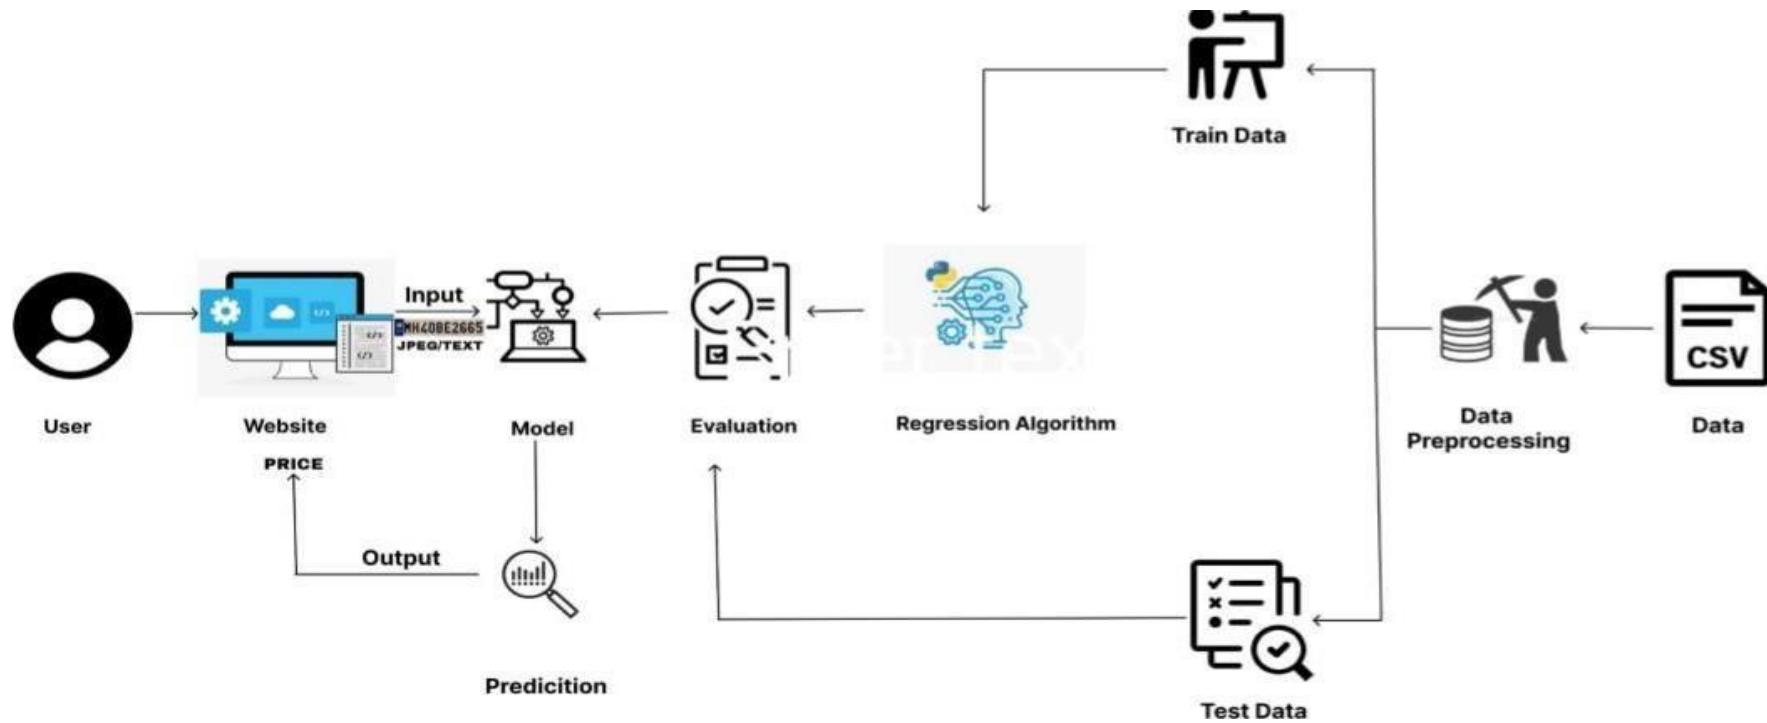 Train Data
Input
MH40BE2665
JPEG/TEXT
CSV
User
Website
Model
Evaluation
Regression Algorithm
Data
Preprocessing
Data
PRICE
Output
Predicition
Test Data